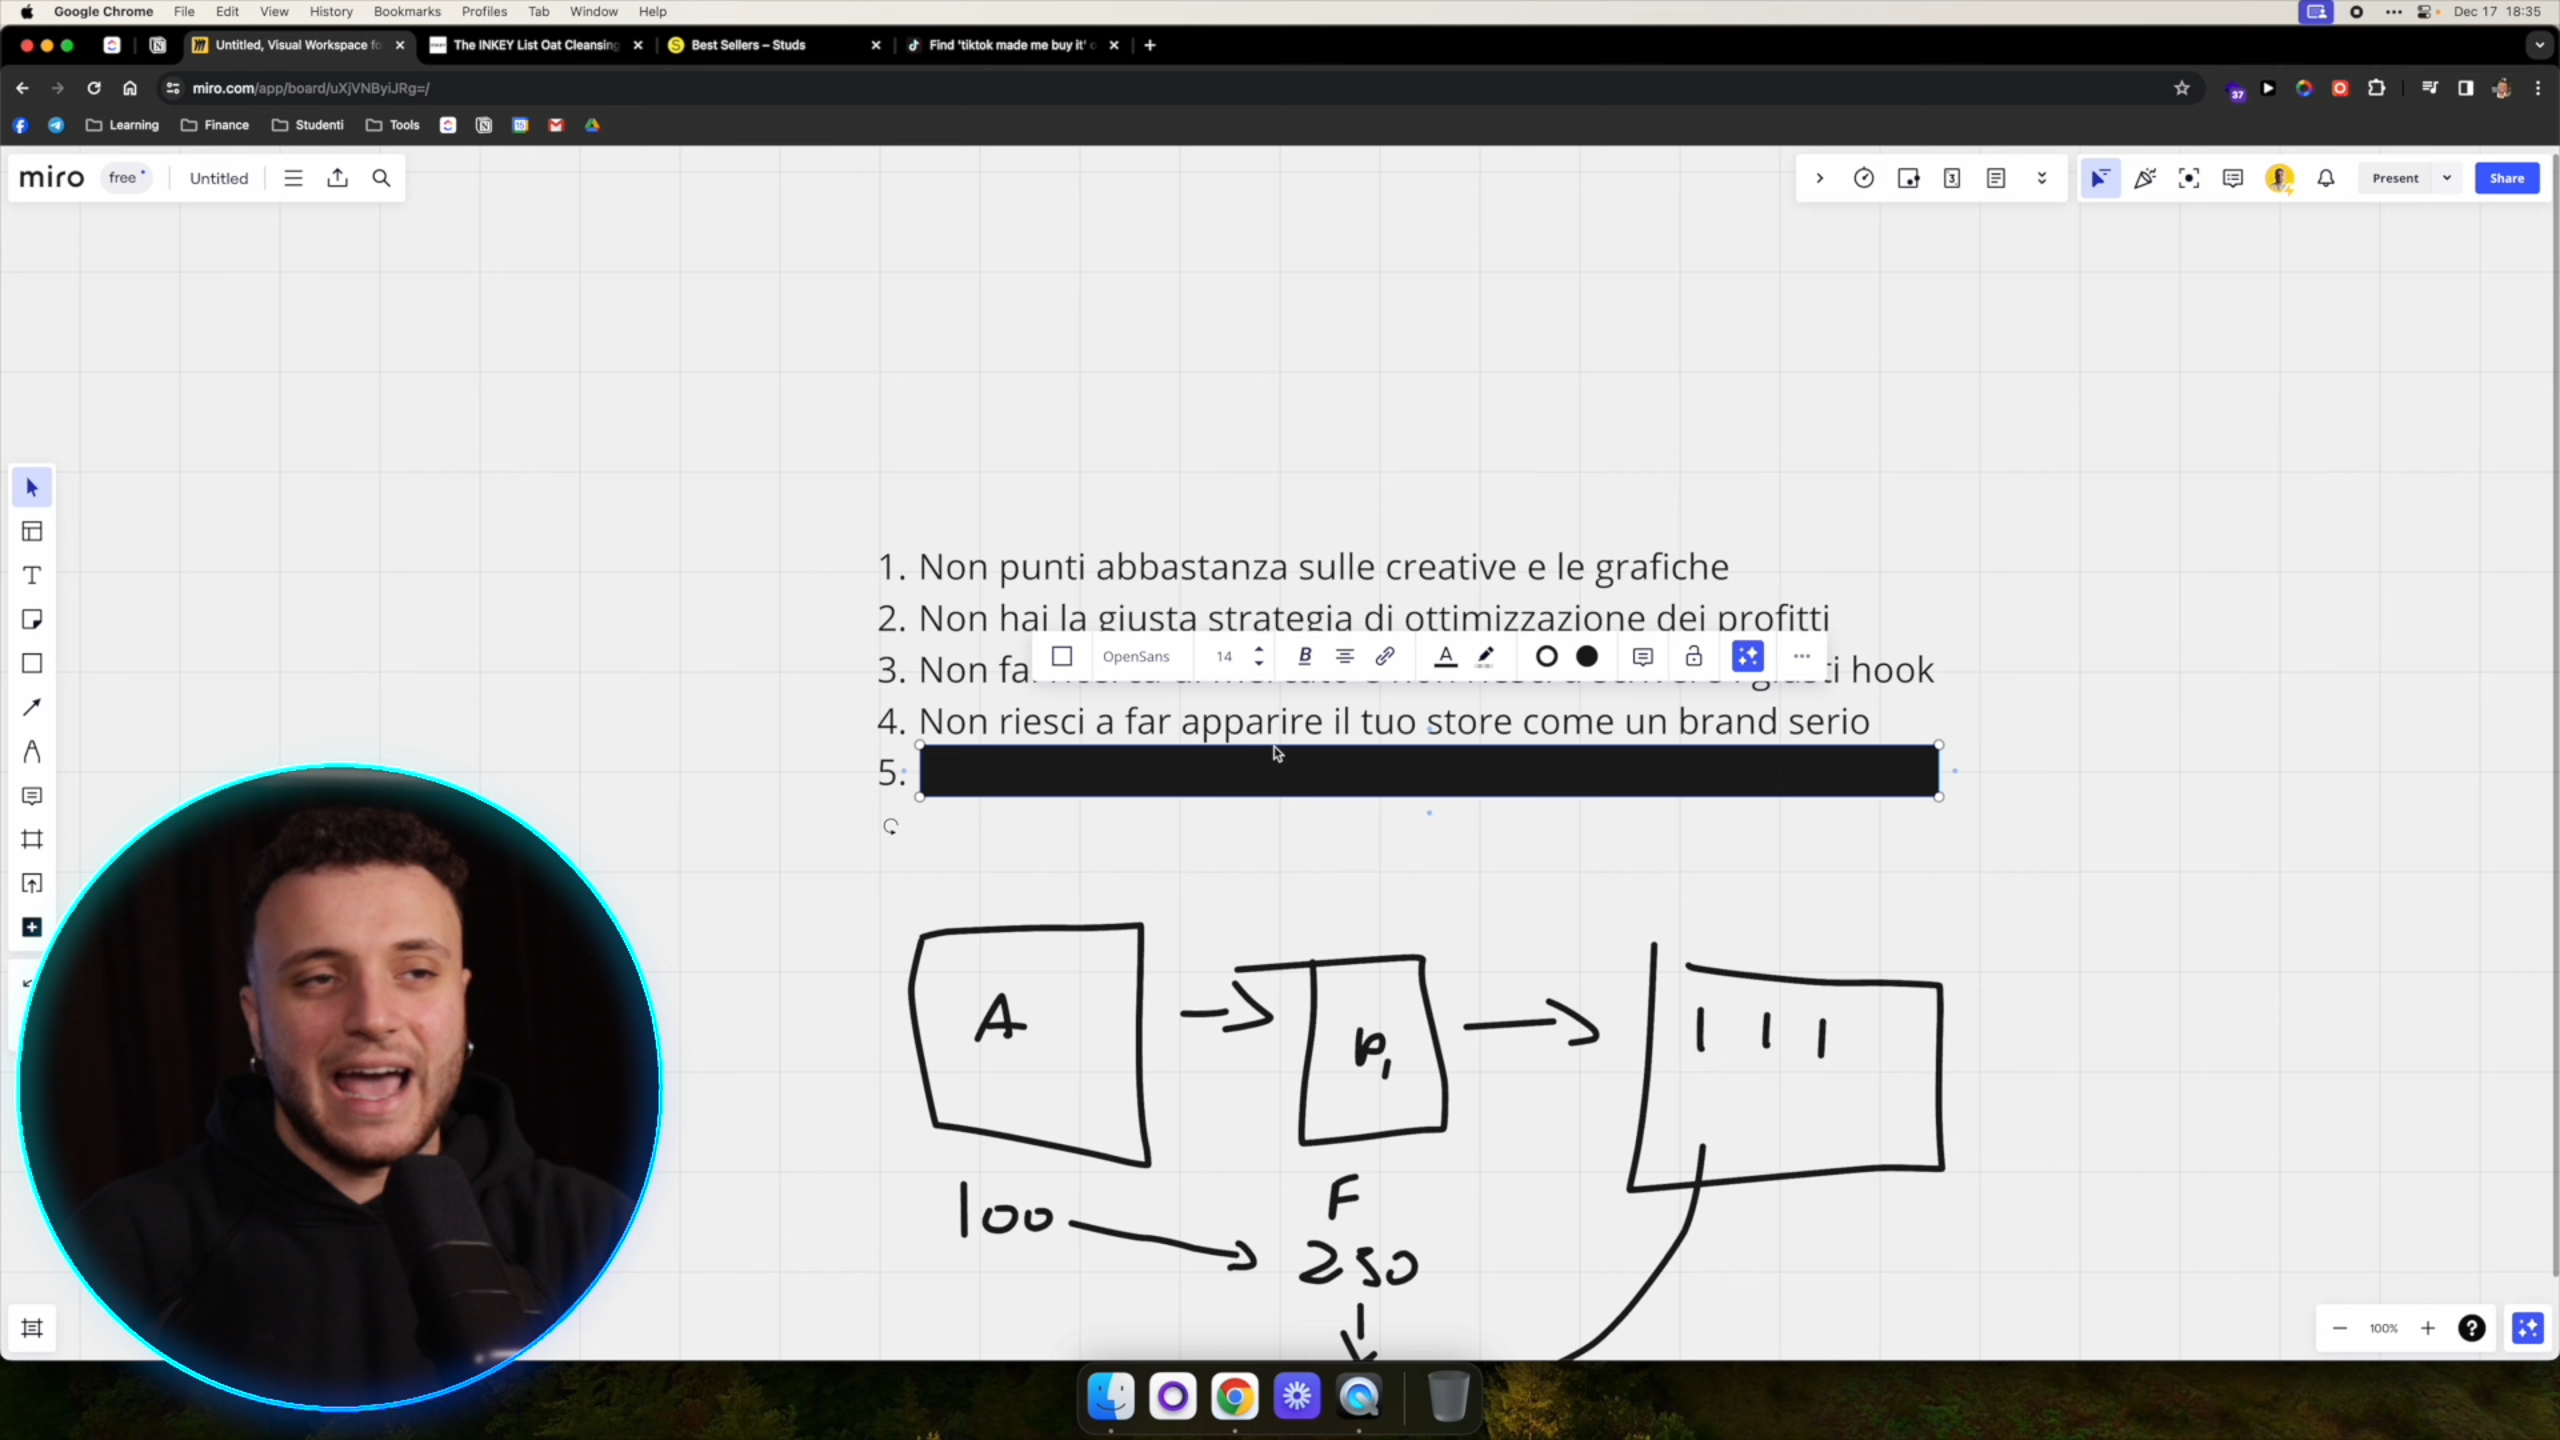 Google Chrome File Edit View History Bookmarks Profiles Tab Window Help Dec 17 18:35
Untitled, Visual Workspace fo The INKEY List Oat Cleansing Best Sellers – Studs Find 'tiktok made me buy it'
miro.com/app/board/uXjVNByiJRg=/ 37
Learning Finance Studenti Tools
miro free Untitled 3 Present Share
1. Non punti abbastanza sulle creative e le grafiche
2. Non hai la giusta strategia di ottimizzazione dei profitti
OpenSans 14 B A
3. Non hook
4. Non riesci a far apparire il tuo store come un brand serio
5.
A
100
F
250
100%